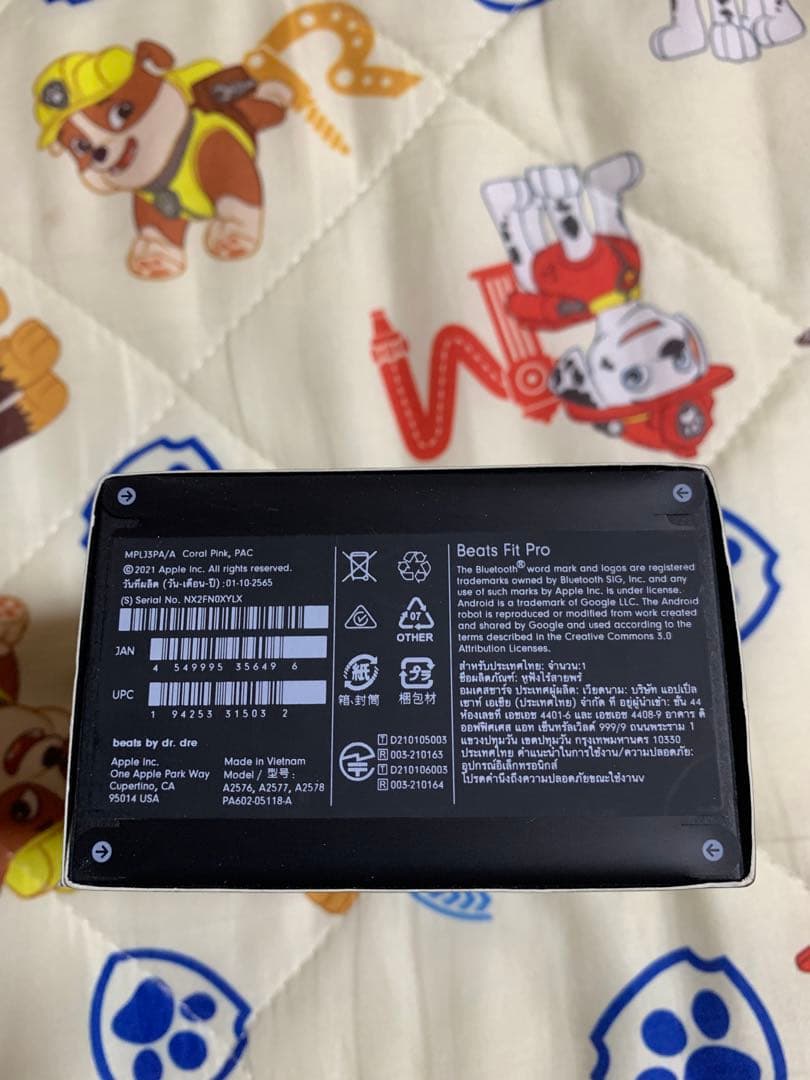 MPLJ3PA/A Coral Pink, PAC
©2021 Apple Inc. All rights reserved.
วันที่ผลิต (วัน-เดือน-ปี) :01-10-2565
(S) Serial No. NX2FN0XYLX
JAN
4 549995 35649 6
UPC
1 94253 31503 2
beats by dr. dre
Apple Inc.
One Apple Park Way
Cupertino, CA
95014 USA
Made in Vietnam
Model / 型号:
A2576, A2577, A2578
PA602-05118-A
07
OTHER
紙
箱、封筒
プラ
梱包材
T D210105003
R 003-210163
T D210106003
R 003-210164
Beats Fit Pro
The Bluetooth® word mark and logos are registered
trademarks owned by Bluetooth SIG, Inc. and any
use of such marks by Apple Inc. is under license.
Android is a trademark of Google LLC. The Android
robot is reproduced or modified from work created
and shared by Google and used according to the
terms described in the Creative Commons 3.0
Attribution Licenses.
สำหรับประเทศไทย: จำนวน:1
ชื่อผลิตภัณฑ์: หูฟังไร้สายพร้
อมเคสชาร์จ ประเทศผู้ผลิต: เวียดนาม: บริษัท แอปเปิ้ล
เซาท์ เอเชีย (ประเทศไทย) จำกัด ที่ อยู่ผู้นำเข้า: ชั้น 44
ห้องเลขที่ เอชเอช 4401-6 และ เอชเอช 4408-9 อาคาร ดิ
ออฟฟิศเศส แอท เซ็นทรัลเวิลด์ 999/9 ถนนพระราม 1
แขวงปทุมวัน เขตปทุมวัน กรุงเทพมหานคร 10330
ประเทศไทย คำแนะนำในการใช้งาน/ความปลอดภัย:
อุปกรณ์อิเล็กทรอนิกส์
โปรดคำนึงถึงความปลอดภัยขณะใช้งานv